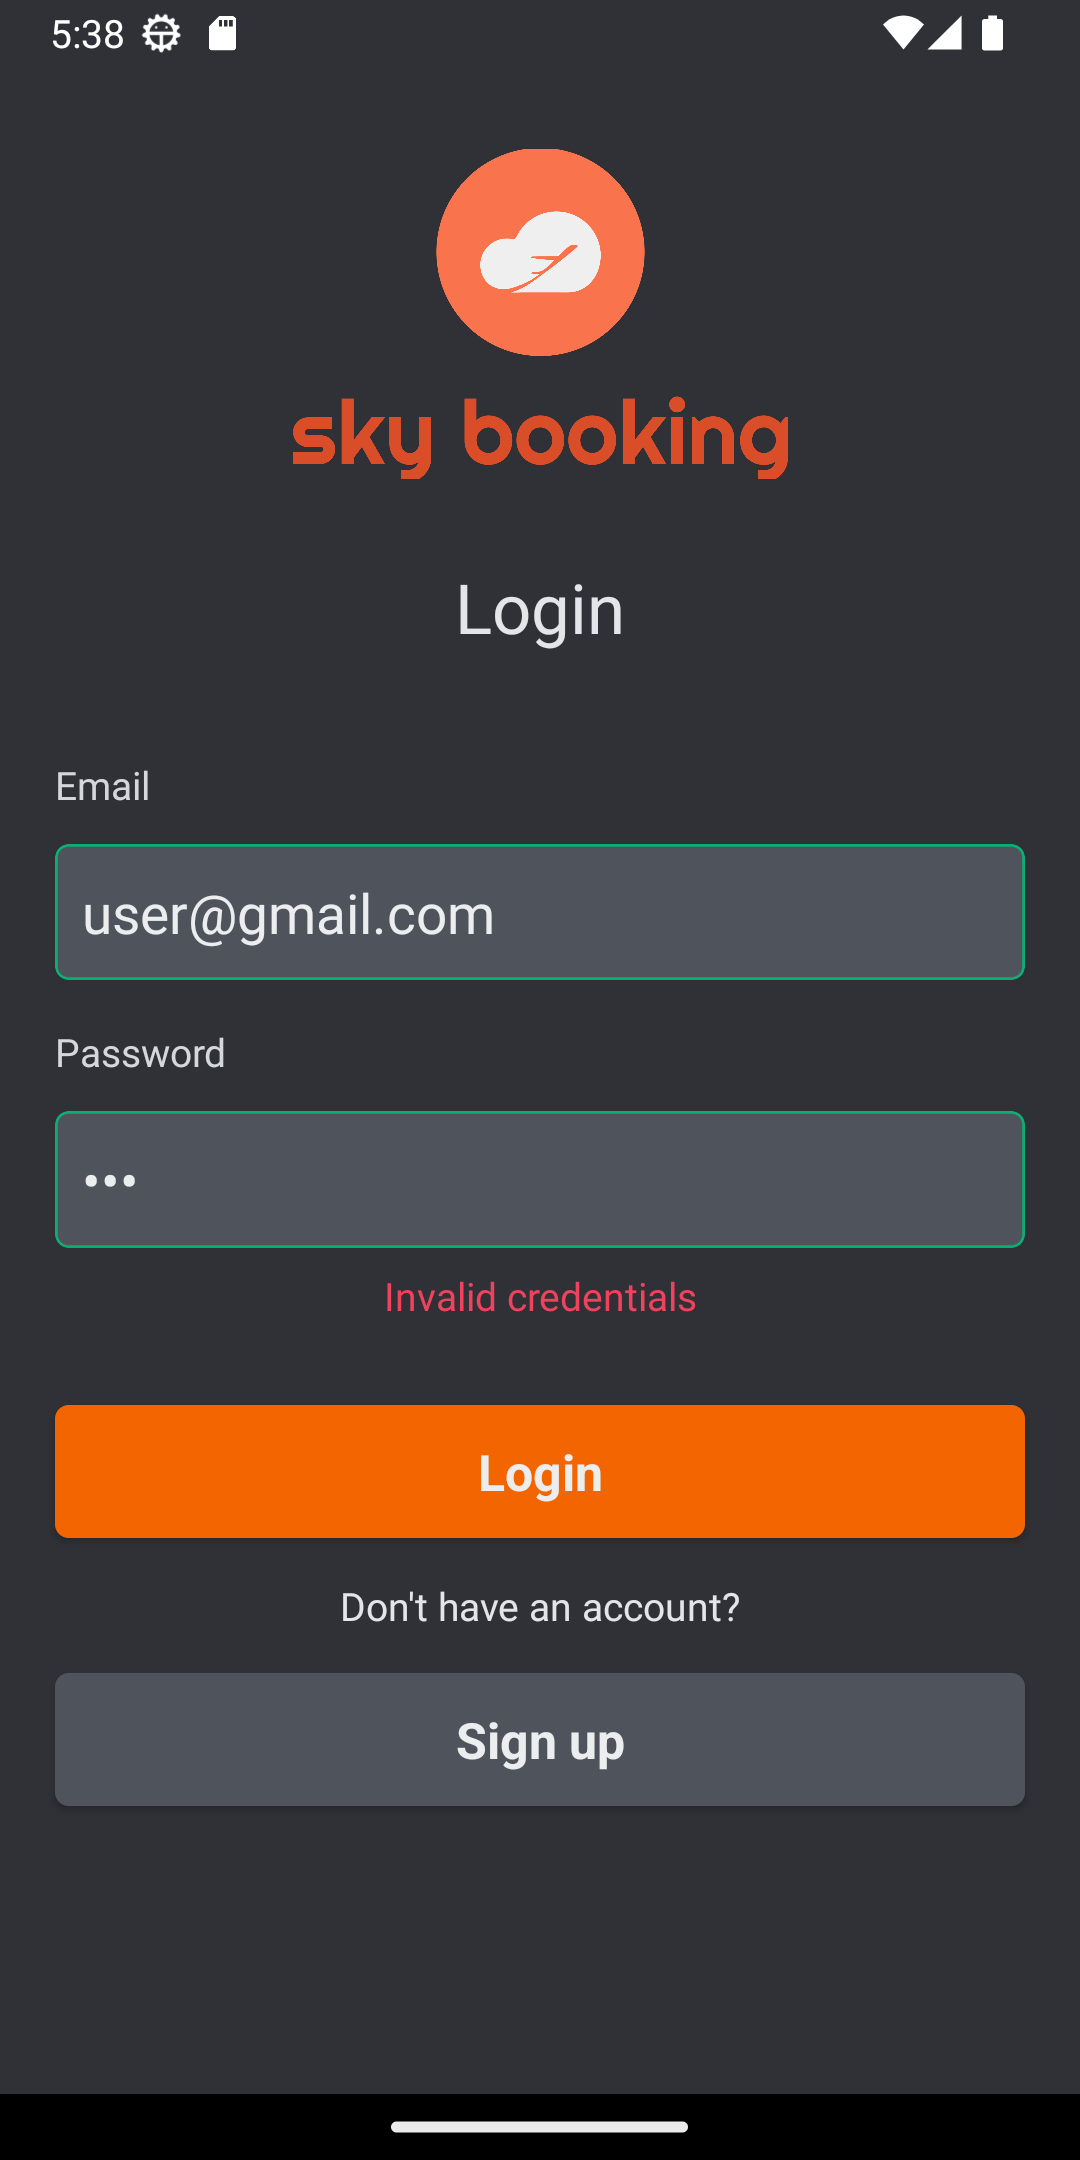 5:38
sky booking
Login
Email
user@gmail.com
Password
•••
Invalid credentials
Login
Don't have an account?
Sign up